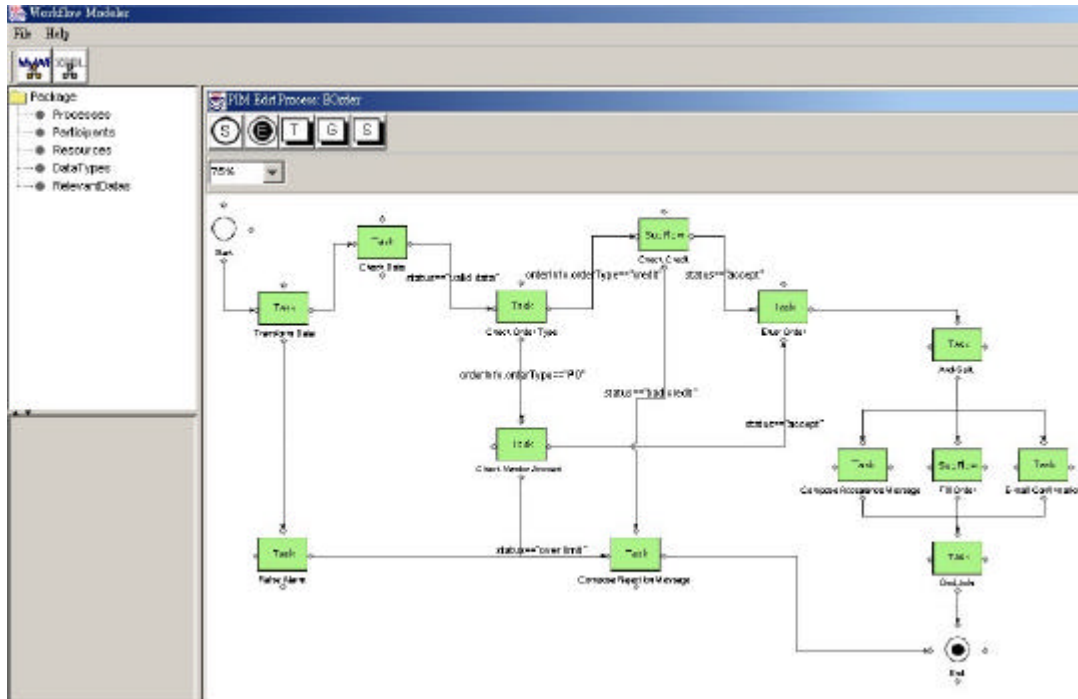 Workflow Modeler
File Help
Package
Processes
Participants
Resources
DataTypes
RelevantDatas
PIM Edit Process: EOrder
S E T G S
75%
Start
Task
Check Data
status=="valid data"
SubFlow
Check Credit
orderInfo.orderType=="credit"
status=="accept"
Task
Transform Data
Task
Check Order Type
Task
Enter Order
Task
And-Split
orderInfo.orderType=="PO"
status=="bad credit"
status=="accept"
Task
Check Vendor Account
Task
Compose Acceptance Message
SubFlow
Fill Order
Task
E-mail Confirmation
Task
Raise Alarm
status=="over limit"
Task
Compose Rejection Message
Task
End